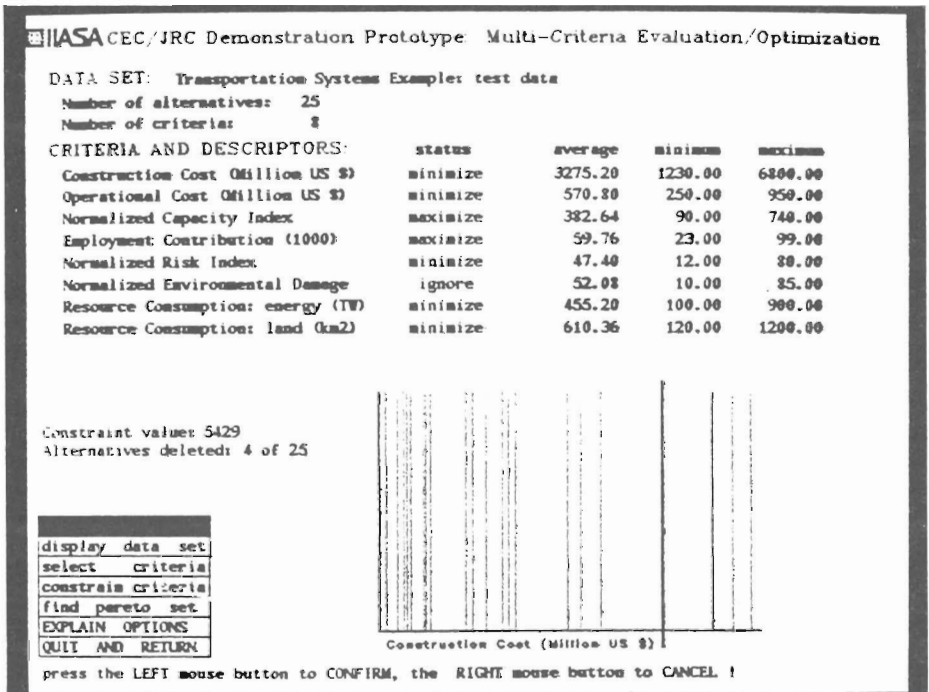 IIASA CEC/JRC Demonstration Prototype: Multi-Criteria Evaluation/Optimization
DATA SET: Transportation Systems Example: test data
Number of alternatives: 25
Number of criteria: 8
CRITERIA AND DESCRIPTORS: status average minimum maximum
Construction Cost (Million US $) minimize 3275.20 1230.00 6800.00
Operational Cost (Million US $) minimize 570.80 250.00 950.00
Normalized Capacity Index maximize 382.64 90.00 740.00
Employment Contribution (1000) maximize 59.76 23.00 99.00
Normalized Risk Index minimize 47.40 12.00 80.00
Normalized Environmental Damage ignore 52.08 10.00 85.00
Resource Consumption: energy (TW) minimize 455.20 100.00 900.00
Resource Consumption: land (km2) minimize 610.36 120.00 1200.00
Constraint value: 5429
Alternatives deleted: 4 of 25
display data set
select criteria
constrain criteria
find pareto set
EXPLAIN OPTIONS
QUIT AND RETURN
Construction Cost (Million US $)
press the LEFT mouse button to CONFIRM, the RIGHT mouse button to CANCEL !